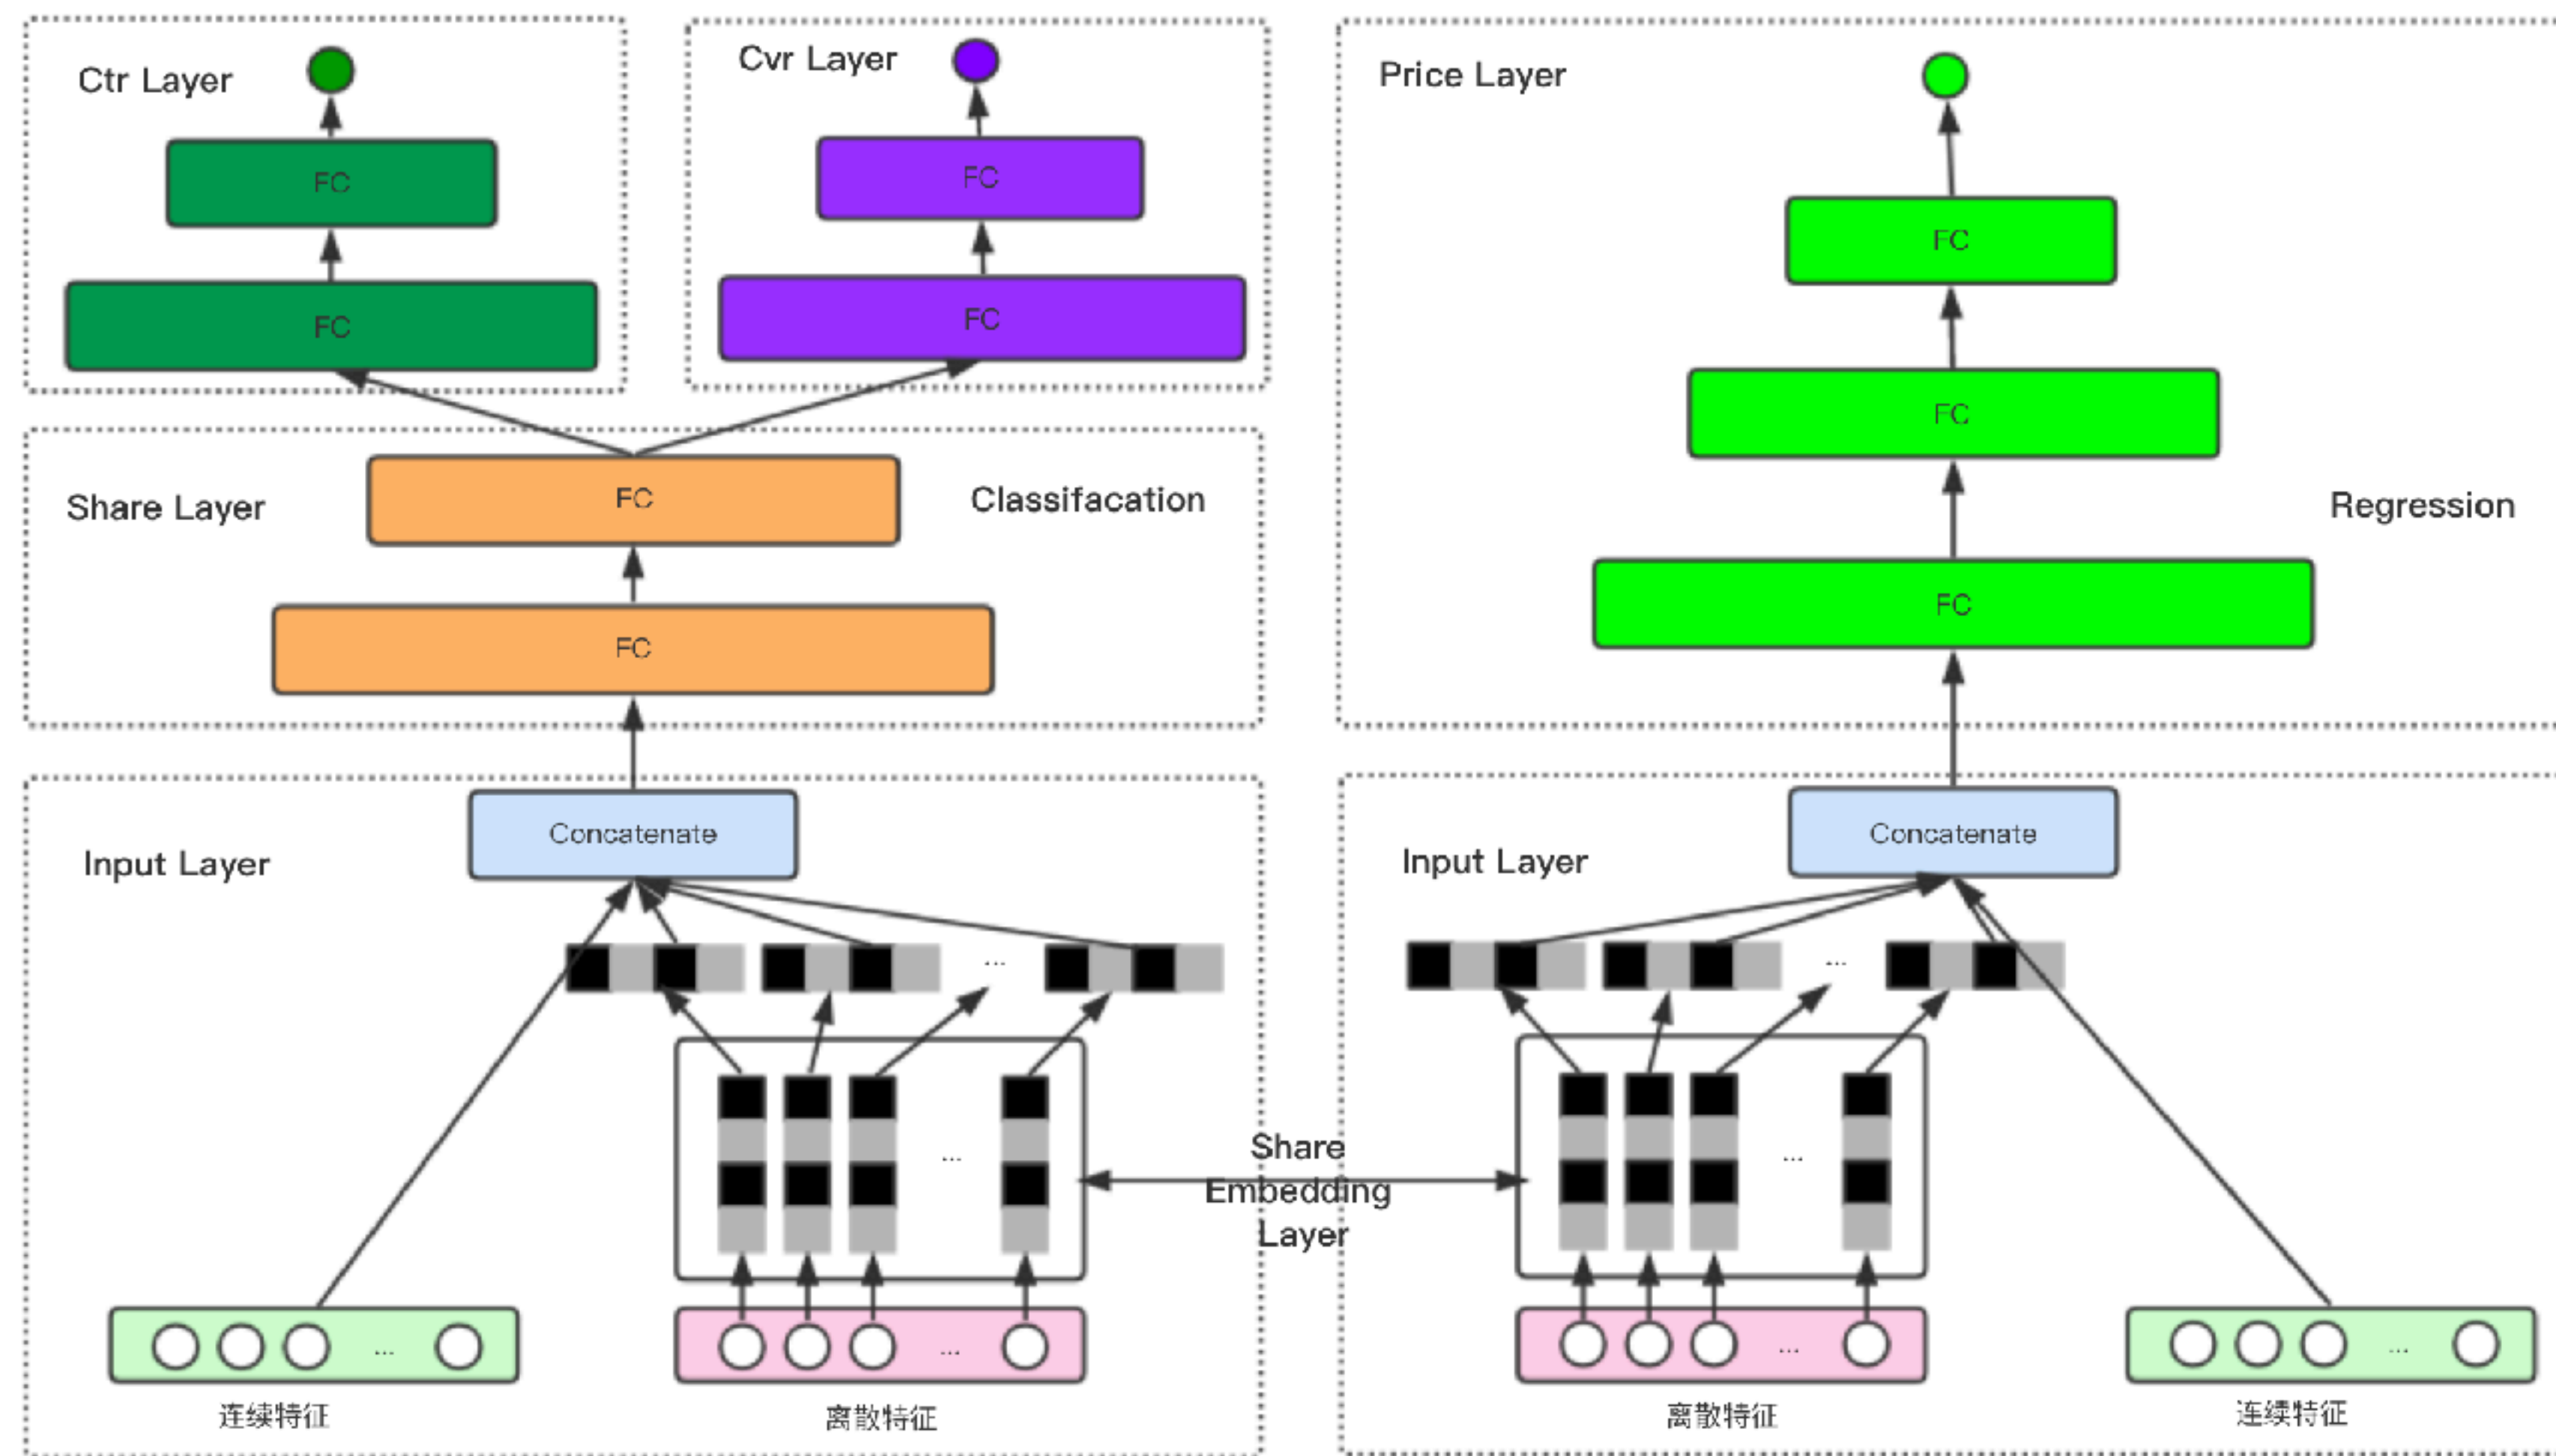 Ctr Layer
Cvr Layer
Price Layer
FC
FC
FC
FC
FC
FC
Share Layer
FC
Classifacation
Regression
FC
FC
Input Layer
Concatenate
Input Layer
Concatenate
...
...
...
...
Share
Embedding
Layer
...
...
...
...
连续特征
离散特征
离散特征
连续特征